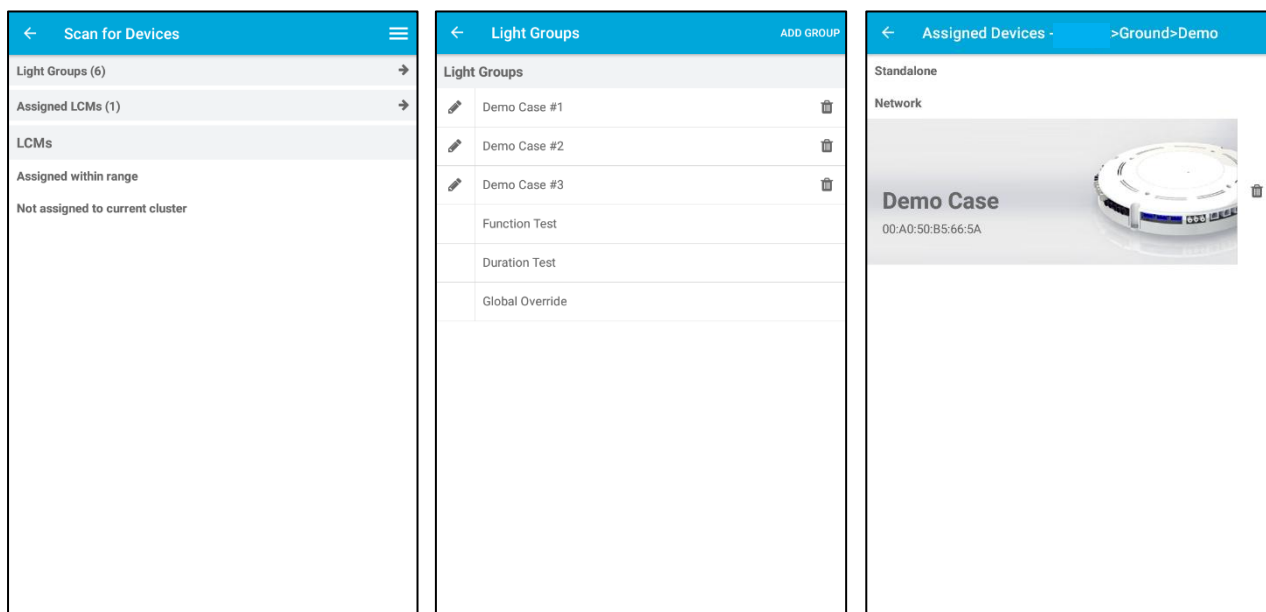 Scan for Devices
Light Groups (6)
Assigned LCMs (1)
LCMs
Assigned within range
Not assigned to current cluster
Light Groups
ADD GROUP
Light Groups
Demo Case #1
Demo Case #2
Demo Case #3
Function Test
Duration Test
Global Override
Assigned Devices - >Ground>Demo
Standalone
Network
Demo Case
00:A0:50:B5:66:5A